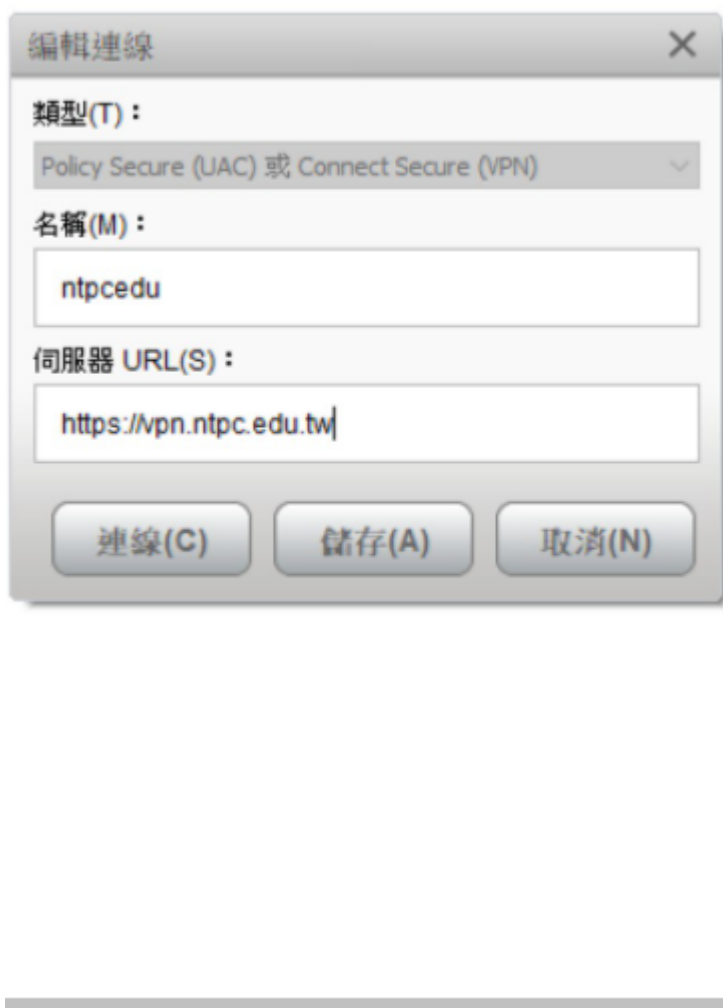 編輯連線
類型(T)：
Policy Secure (UAC) 或 Connect Secure (VPN)
名稱(M)：
ntpcedu
伺服器 URL(S)：
https://vpn.ntpc.edu.tw
連線(C) 儲存(A) 取消(N)